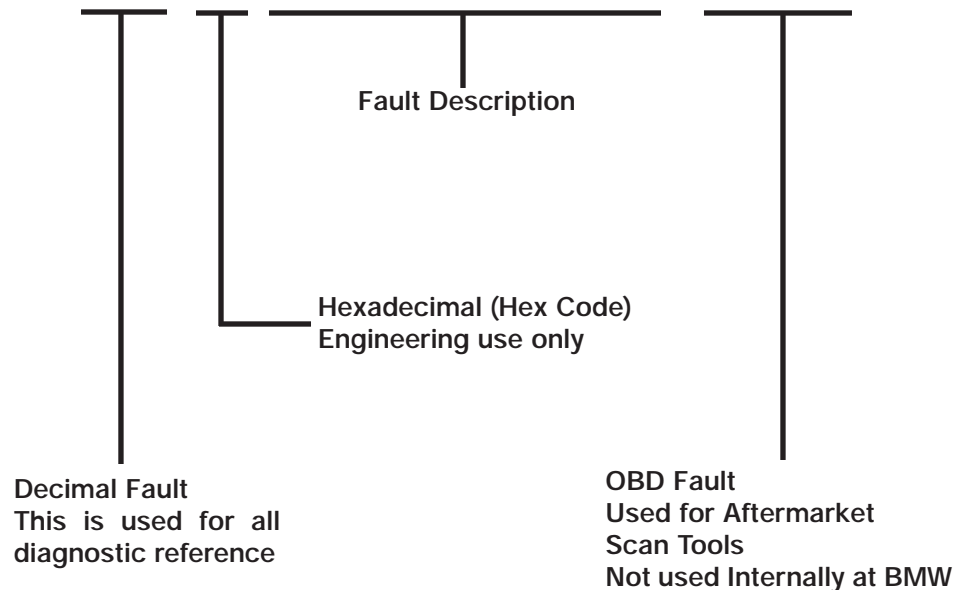 Fault Description
Hexadecimal (Hex Code)
Engineering use only
Decimal Fault
This is used for all
diagnostic reference
OBD Fault
Used for Aftermarket
Scan Tools
Not used Internally at BMW